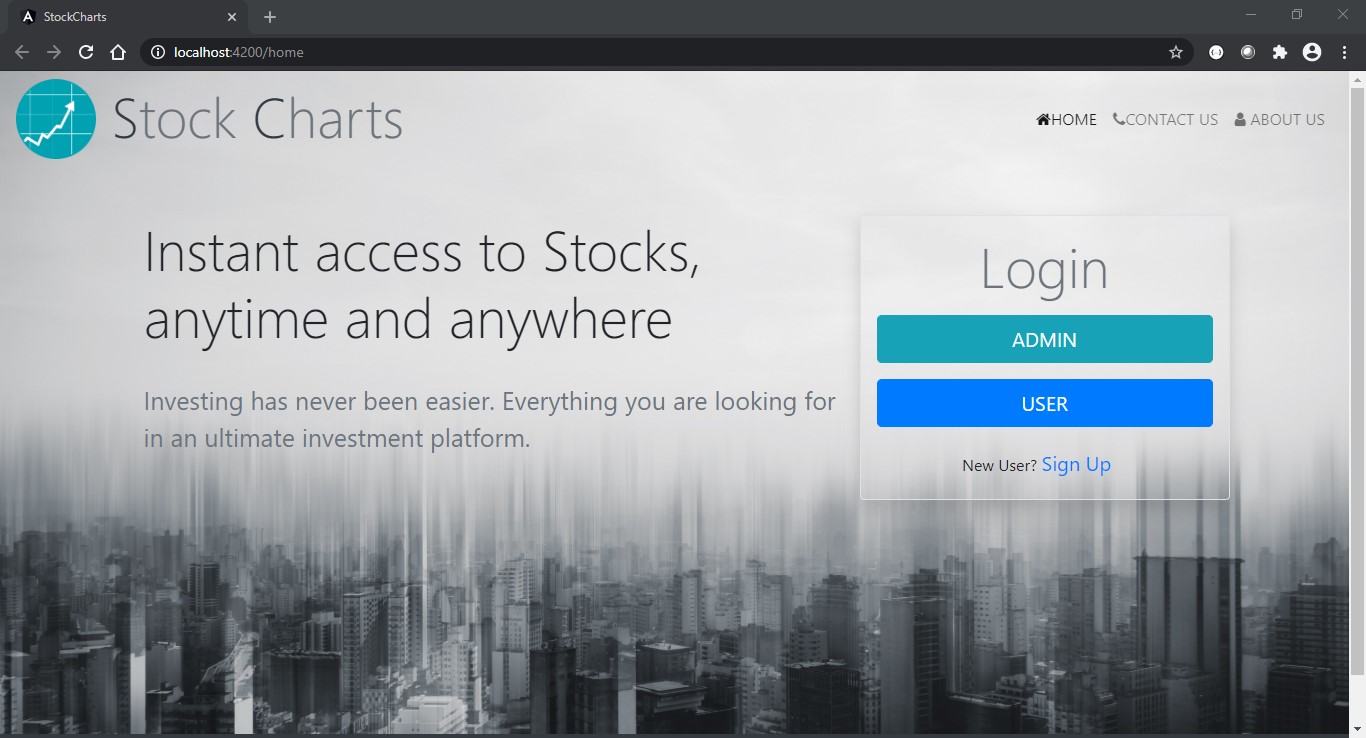 StockCharts
localhost:4200/home
Stock Charts
HOME CONTACT US ABOUT US
Instant access to Stocks,
anytime and anywhere
Investing has never been easier. Everything you are looking for
in an ultimate investment platform.
Login
ADMIN
USER
New User? Sign Up